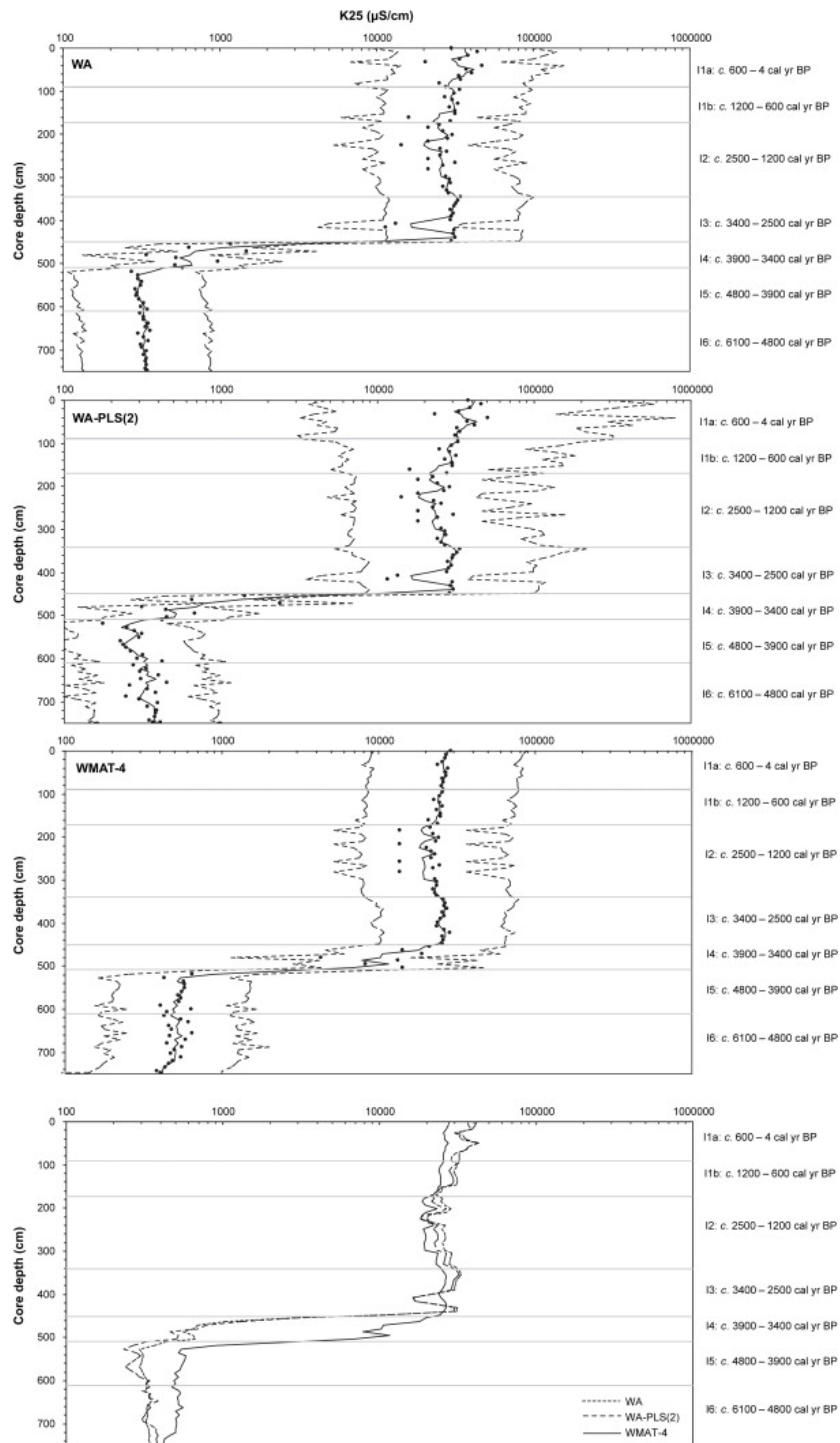 K25 (µS/cm)
100 1000 10000 100000 1000000
0
WA
100
200
300
400
500
600
700
Core depth (cm)
I1a: c. 600 – 4 cal yr BP
I1b: c. 1200 – 600 cal yr BP
I2: c. 2500 – 1200 cal yr BP
I3: c. 3400 – 2500 cal yr BP
I4: c. 3900 – 3400 cal yr BP
I5: c. 4800 – 3900 cal yr BP
I6: c. 6100 – 4800 cal yr BP
100 1000 10000 100000 1000000
0
WA-PLS(2)
100
200
300
400
500
600
700
Core depth (cm)
I1a: c. 600 – 4 cal yr BP
I1b: c. 1200 – 600 cal yr BP
I2: c. 2500 – 1200 cal yr BP
I3: c. 3400 – 2500 cal yr BP
I4: c. 3900 – 3400 cal yr BP
I5: c. 4800 – 3900 cal yr BP
I6: c. 6100 – 4800 cal yr BP
100 1000 10000 100000 1000000
0
WMAT-4
100
200
300
400
500
600
700
Core depth (cm)
I1a: c. 600 – 4 cal yr BP
I1b: c. 1200 – 600 cal yr BP
I2: c. 2500 – 1200 cal yr BP
I3: c. 3400 – 2500 cal yr BP
I4: c. 3900 – 3400 cal yr BP
I5: c. 4800 – 3900 cal yr BP
I6: c. 6100 – 4800 cal yr BP
100 1000 10000 100000 1000000
0
100
200
300
400
500
600
700
Core depth (cm)
I1a: c. 600 – 4 cal yr BP
I1b: c. 1200 – 600 cal yr BP
I2: c. 2500 – 1200 cal yr BP
I3: c. 3400 – 2500 cal yr BP
I4: c. 3900 – 3400 cal yr BP
I5: c. 4800 – 3900 cal yr BP
I6: c. 6100 – 4800 cal yr BP
WA
WA-PLS(2)
WMAT-4